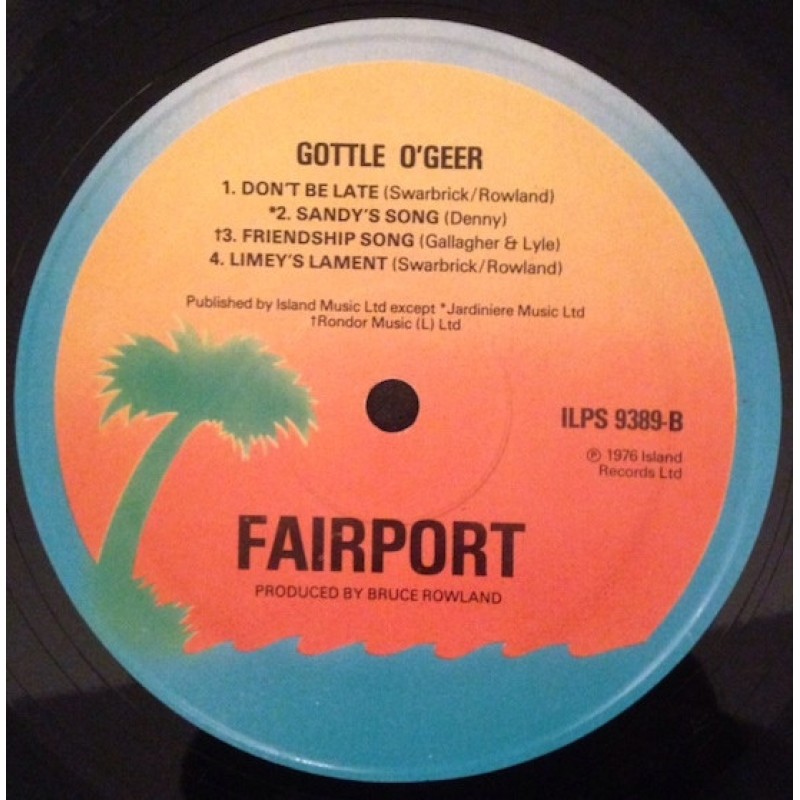 GOTTLE O'GEER
1. DON'T BE LATE (Swarbrick/Rowland)
*2. SANDY'S SONG (Denny)
†3. FRIENDSHIP SONG (Gallagher & Lyle)
4. LIMEY'S LAMENT (Swarbrick/Rowland)
Published by Island Music Ltd except *Jardiniere Music Ltd
†Rondor Music (L) Ltd
ILPS 9389-B
℗ 1976 Island
Records Ltd
FAIRPORT
PRODUCED BY BRUCE ROWLAND